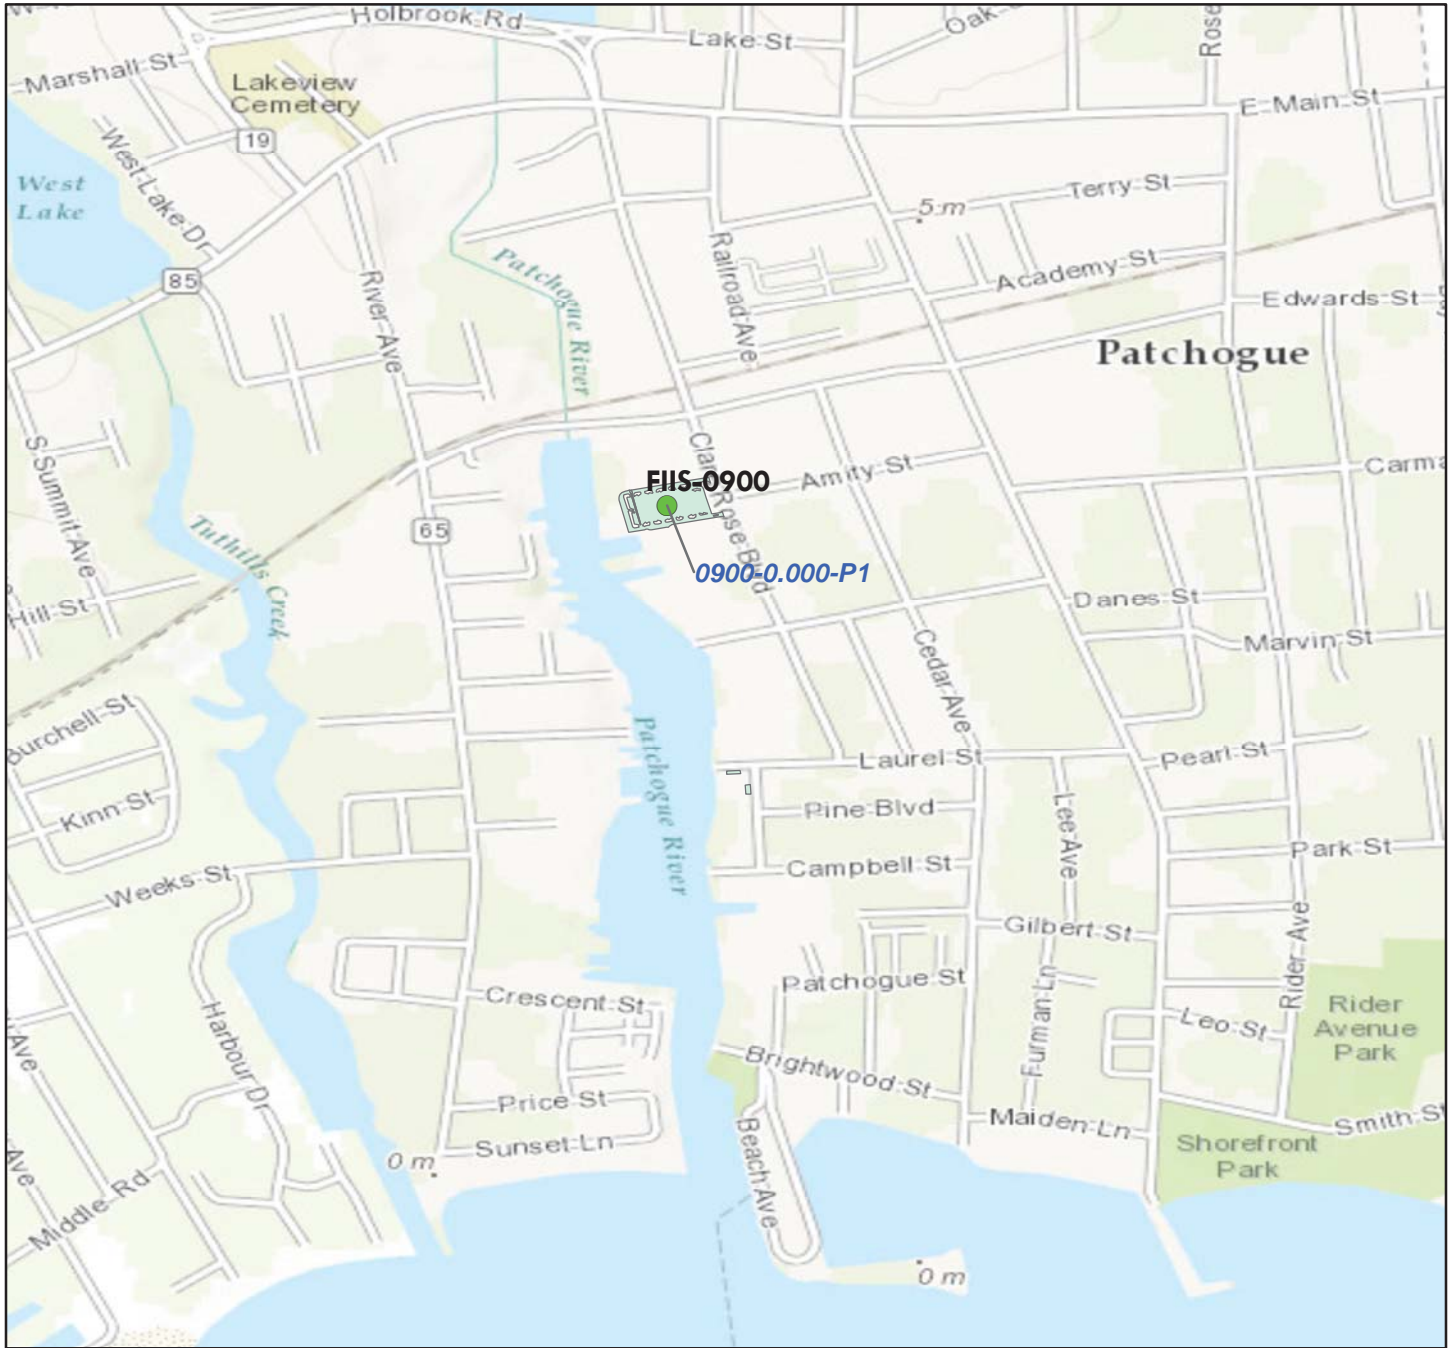 Holbrook Rd
Lake St
Rose
Marshall St
Lakeview
Cemetery
E Main St
19
West Lake Dr
West
Lake
Terry St
5 m
Patchogue River
Railroad Ave
Academy St
85
River Ave
Edwards St
Patchogue
S Summit Ave
Clare Rose Blvd
Amity St
FIIS-0900
Carma
65
Tuthills Creek
0900-0.000-P1
Hill St
Danes St
Marvin St
Cedar Ave
Burchell St
Patchogue River
Laurel St
Pearl St
Kinn St
Pine Blvd
Lee Ave
Park St
Weeks St
Campbell St
Rider Ave
Gilbert St
Patchogue St
Crescent St
Furman Ln
Leo St
Rider
Avenue
Park
Harbour Dr
Ave
Brightwood St
Price St
Maiden Ln
Smith St
Sunset Ln
Beach Ave
Shorefront
Park
0 m
Ave
Middle Rd
0 m